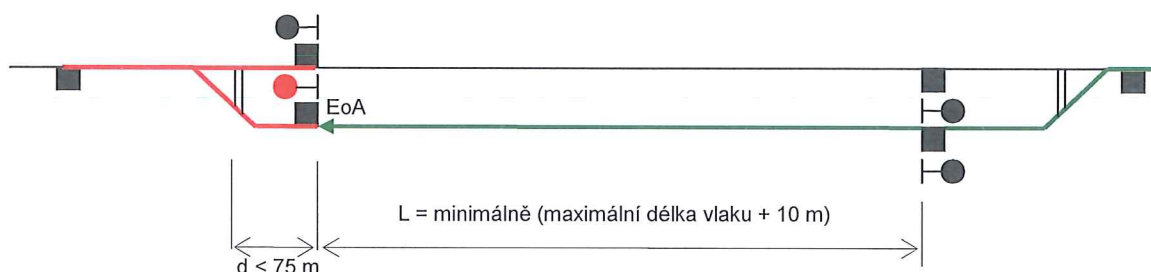 EoA
L = minimálně (maximální délka vlaku + 10 m)
d < 75 m